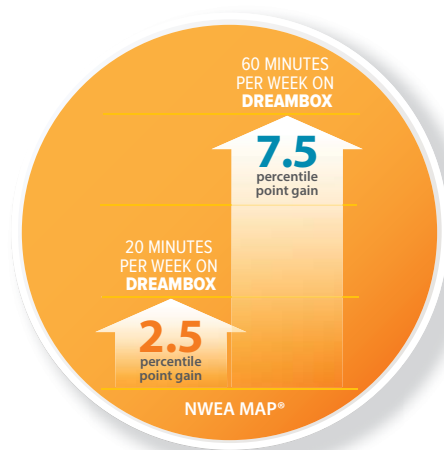 60 MINUTES
PER WEEK ON
DREAMBOX
7.5
percentile
point gain
20 MINUTES
PER WEEK ON
DREAMBOX
2.5
percentile
point gain
NWEA MAP®